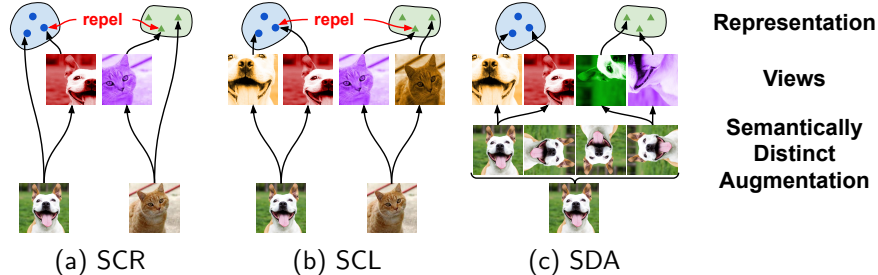 repel
repel
Representation
Views
Semantically
Distinct
Augmentation
(a) SCR
(b) SCL
(c) SDA